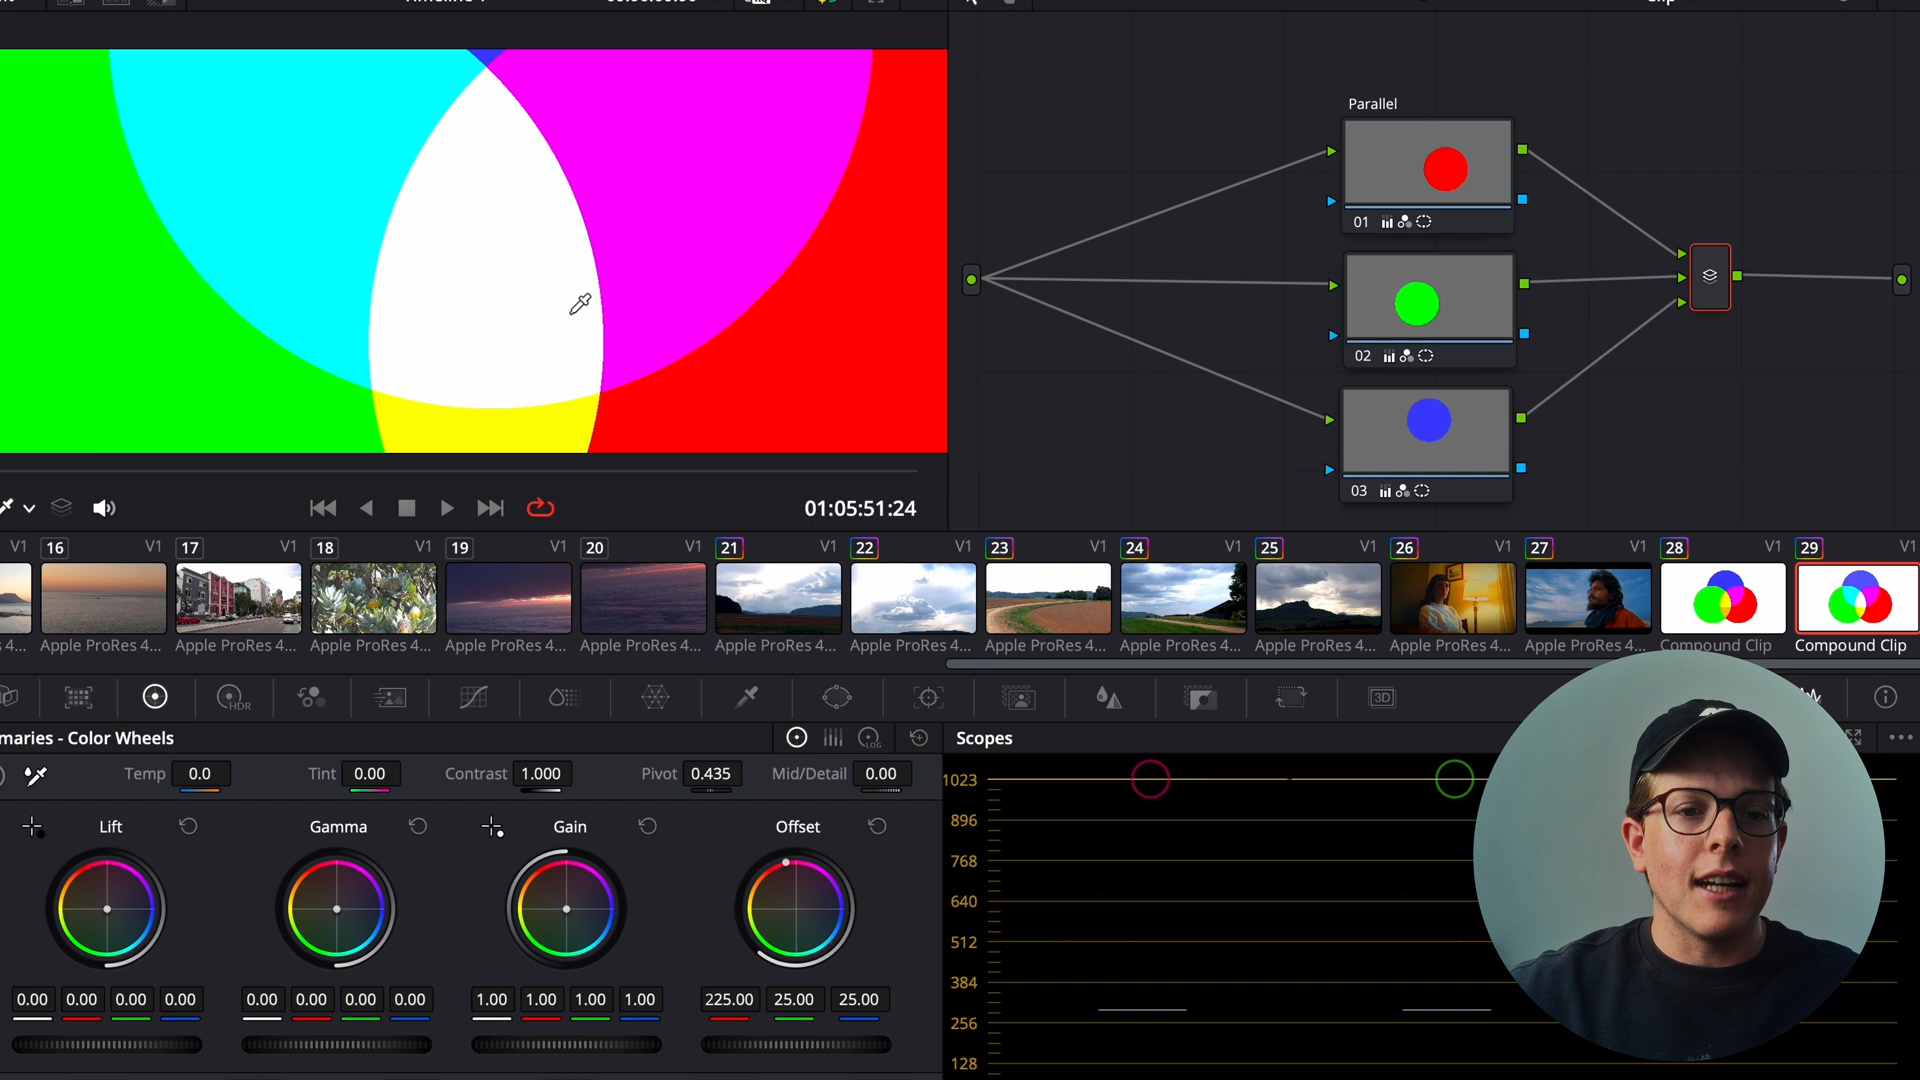 Parallel
01
02
03
01:05:51:24
V1 16 V1 17 V1 18 V1 19 V1 20 V1 21 V1 22 V1 23 V1 24 V1 25 V1 26 V1 27 V1 28 V1 29 V1
s 4... Apple ProRes 4... Apple ProRes 4... Apple ProRes 4... Apple ProRes 4... Apple ProRes 4... Apple ProRes 4... Apple ProRes 4... Apple ProRes 4... Apple ProRes 4... Apple ProRes 4... Apple ProRes 4... Apple ProRes 4... Compound Clip Compound Clip
HDR
3D
maries - Color Wheels
LOG
Temp 0.0 Tint 0.00 Contrast 1.000 Pivot 0.435 Mid/Detail 0.00
Lift Gamma Gain Offset
0.00 0.00 0.00 0.00 0.00 0.00 0.00 0.00 1.00 1.00 1.00 1.00 225.00 25.00 25.00
Scopes
1023
896
768
640
512
384
256
128